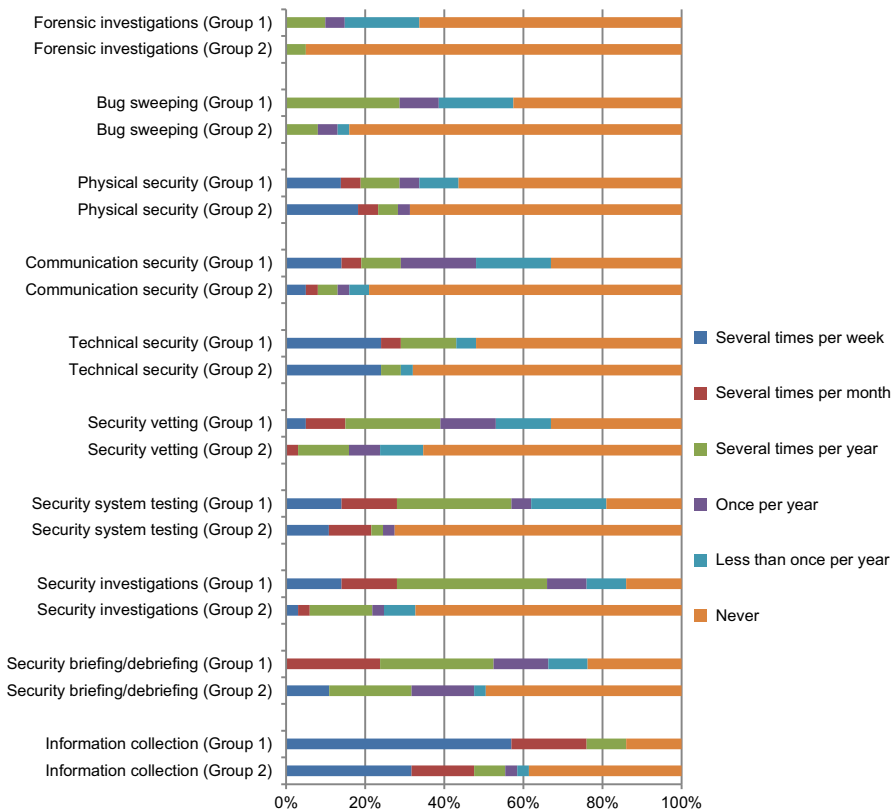 Forensic investigations (Group 1)
Forensic investigations (Group 2)
Bug sweeping (Group 1)
Bug sweeping (Group 2)
Physical security (Group 1)
Physical security (Group 2)
Communication security (Group 1)
Communication security (Group 2)
Technical security (Group 1)
Technical security (Group 2)
Security vetting (Group 1)
Security vetting (Group 2)
Security system testing (Group 1)
Security system testing (Group 2)
Security investigations (Group 1)
Security investigations (Group 2)
Security briefing/debriefing (Group 1)
Security briefing/debriefing (Group 2)
Information collection (Group 1)
Information collection (Group 2)
0% 20% 40% 60% 80% 100%
Several times per week
Several times per month
Several times per year
Once per year
Less than once per year
Never